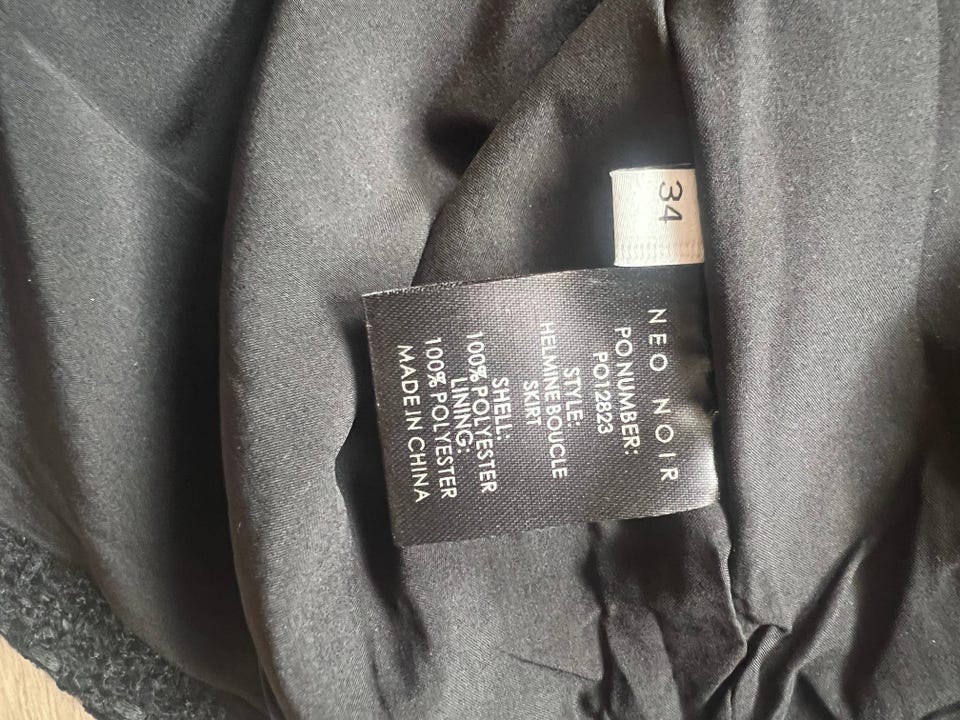 34
NEO NOIR
PO NUMBER:
PO12823
STYLE:
HELMINE BOUCLE
SKIRT
SHELL:
100% POLYESTER
LINING:
100% POLYESTER
MADE IN CHINA